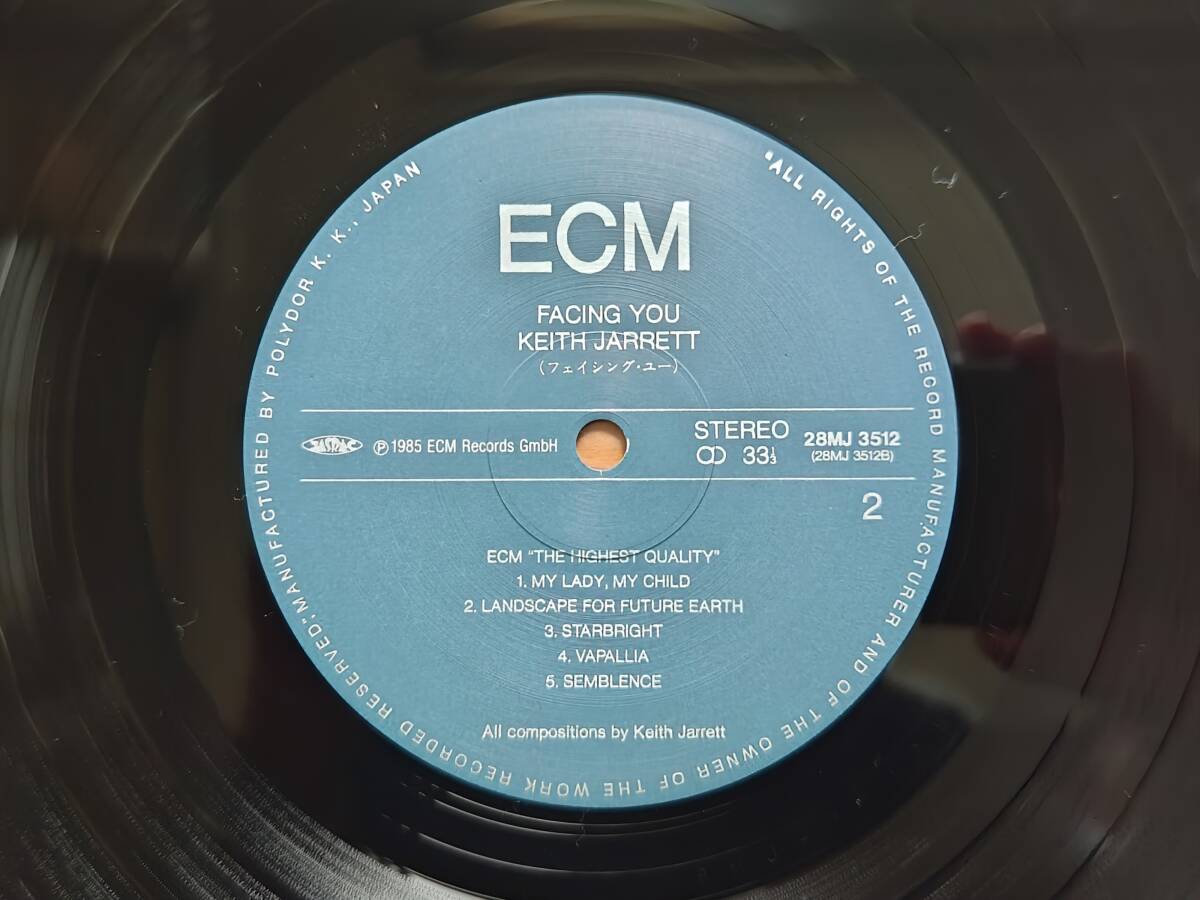 ECM
FACING YOU
KEITH JARRETT
(フェイシング・ユー)
JASRAC
Ⓟ1985 ECM Records GmbH
STEREO
33⅓
28MJ 3512
(28MJ 3512B)
2
ECM “THE HIGHEST QUALITY”
1. MY LADY, MY CHILD
2. LANDSCAPE FOR FUTURE EARTH
3. STARBRIGHT
4. VAPALLIA
5. SEMBLENCE
All compositions by Keith Jarrett
“ALL RIGHTS OF THE RECORD MANUFACTURER AND OF THE OWNER OF THE WORK RECORDED RESERVED”, MANUFACTURED BY POLYDOR K. K., JAPAN